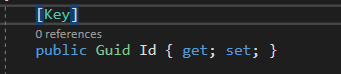 [Key]
0 references
public Guid Id { get; set; }